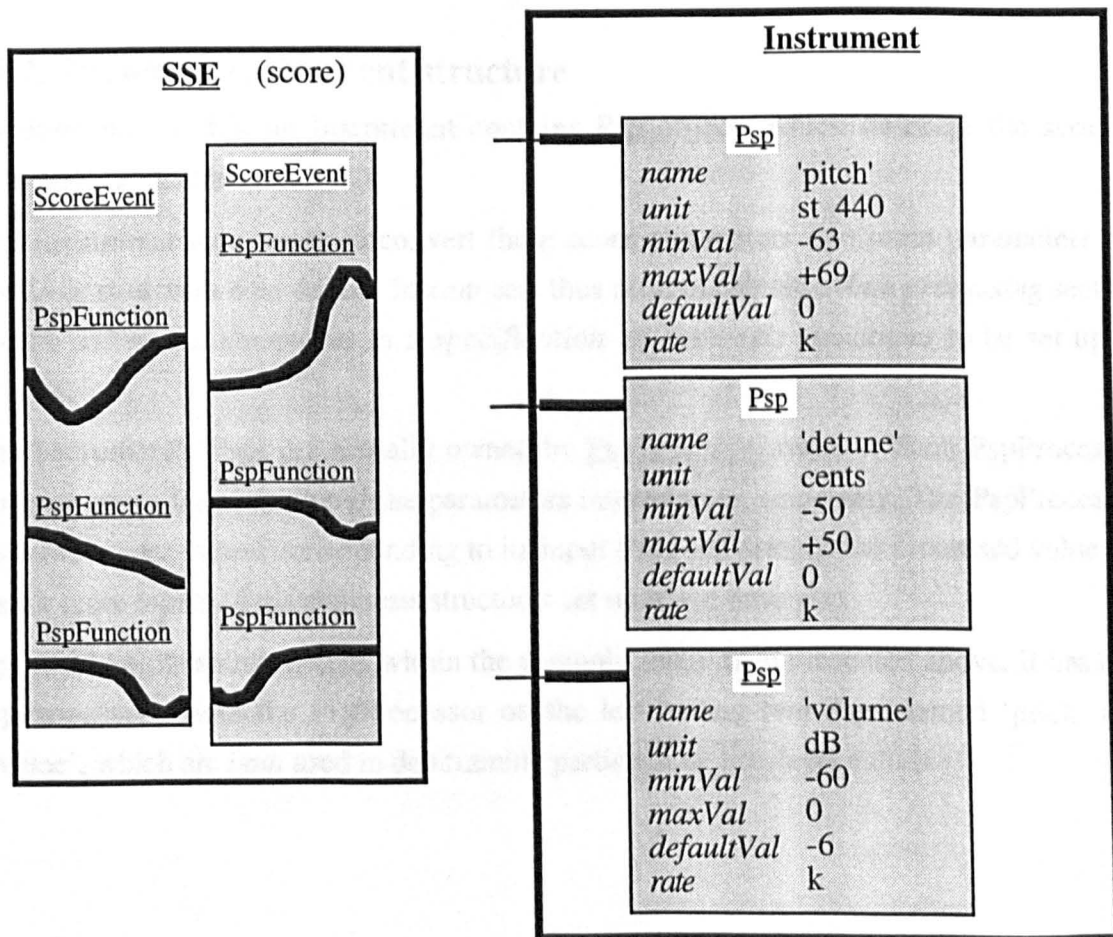 SSE (score)
ScoreEvent
PspFunction
PspFunction
PspFunction
ScoreEvent
PspFunction
PspFunction
PspFunction
Instrument
Psp
name 'pitch'
unit st 440
minVal -63
maxVal +69
defaultVal 0
rate k
Psp
name 'detune'
unit cents
minVal -50
maxVal +50
defaultVal 0
rate k
Psp
name 'volume'
unit dB
minVal -60
maxVal 0
defaultVal -6
rate k